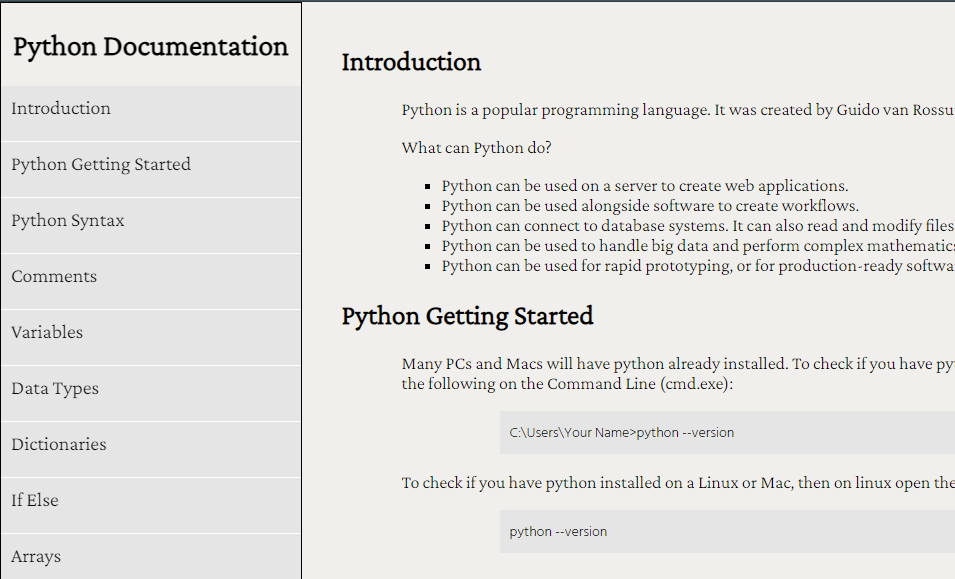 Python Documentation
Introduction
Python Getting Started
Python Syntax
Comments
Variables
Data Types
Dictionaries
If Else
Arrays
Introduction
Python is a popular programming language. It was created by Guido van Rossu
What can Python do?
Python can be used on a server to create web applications.
Python can be used alongside software to create workflows.
Python can connect to database systems. It can also read and modify files
Python can be used to handle big data and perform complex mathematics
Python can be used for rapid prototyping, or for production-ready softwa
Python Getting Started
Many PCs and Macs will have python already installed. To check if you have py
the following on the Command Line (cmd.exe):
C:\Users\Your Name>python --version
To check if you have python installed on a Linux or Mac, then on linux open the
python --version